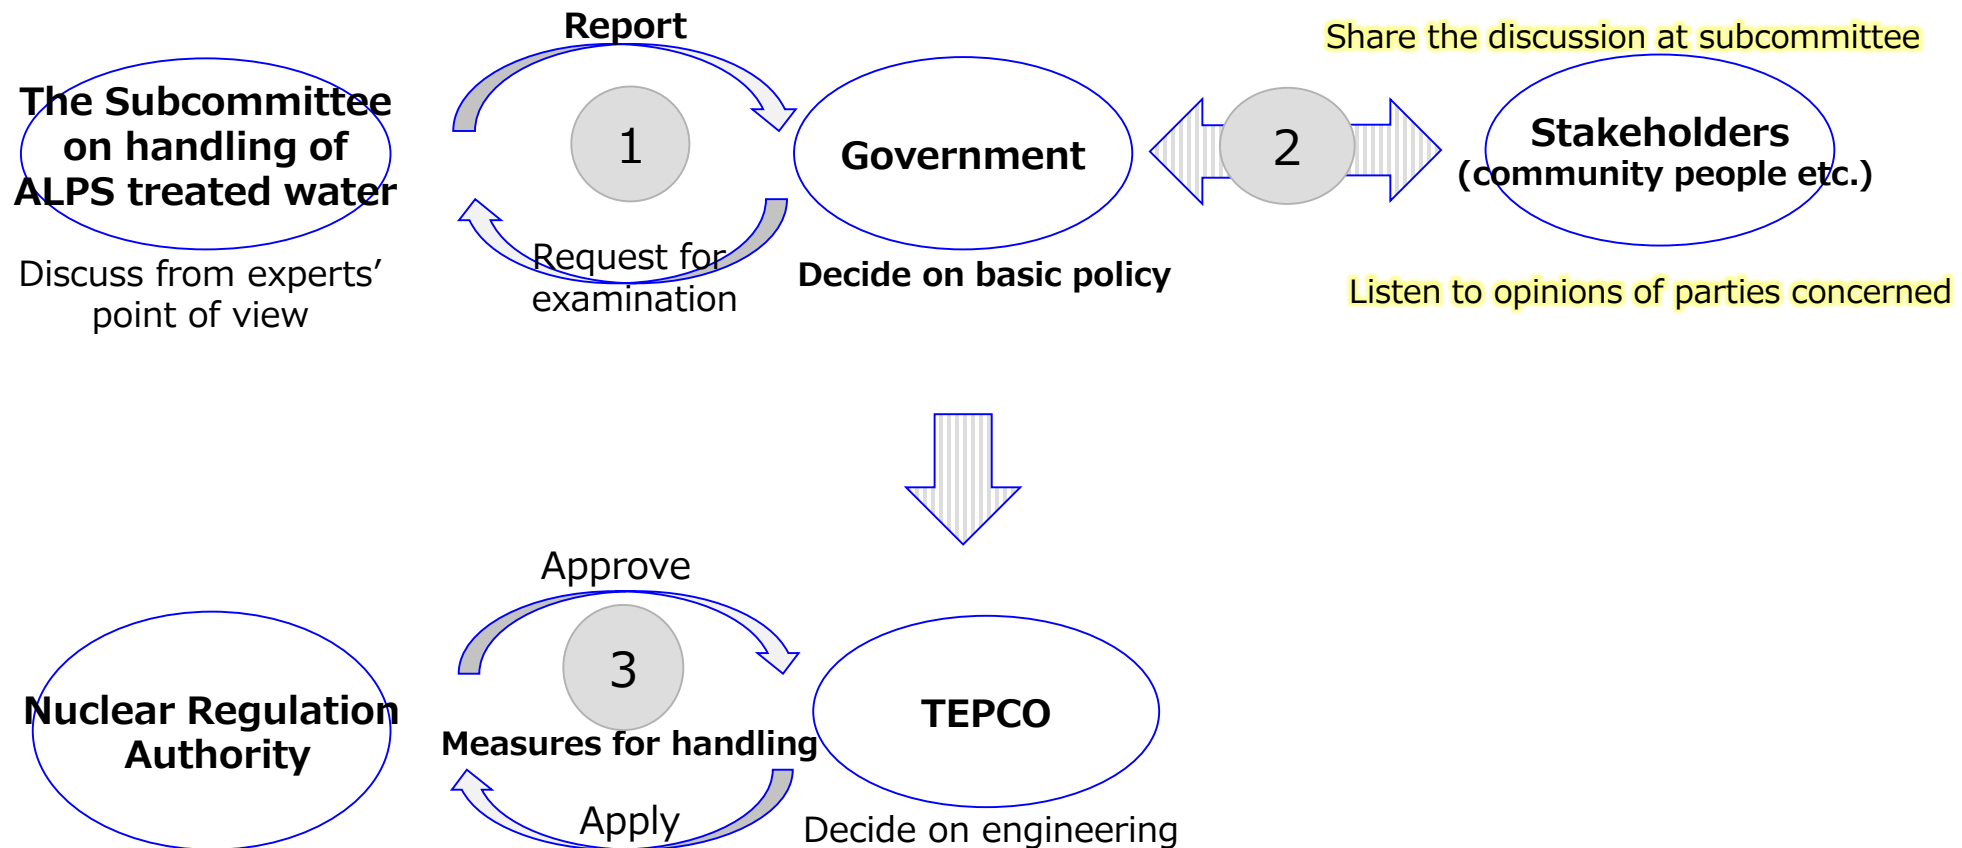 Report
Share the discussion at subcommittee
The Subcommittee
on handling of
ALPS treated water
1
Government
2
Stakeholders
(community people etc.)
Discuss from experts’
point of view
Request for
examination
Decide on basic policy
Listen to opinions of parties concerned
Approve
3
Nuclear Regulation
Authority
Measures for handling
TEPCO
Apply
Decide on engineering